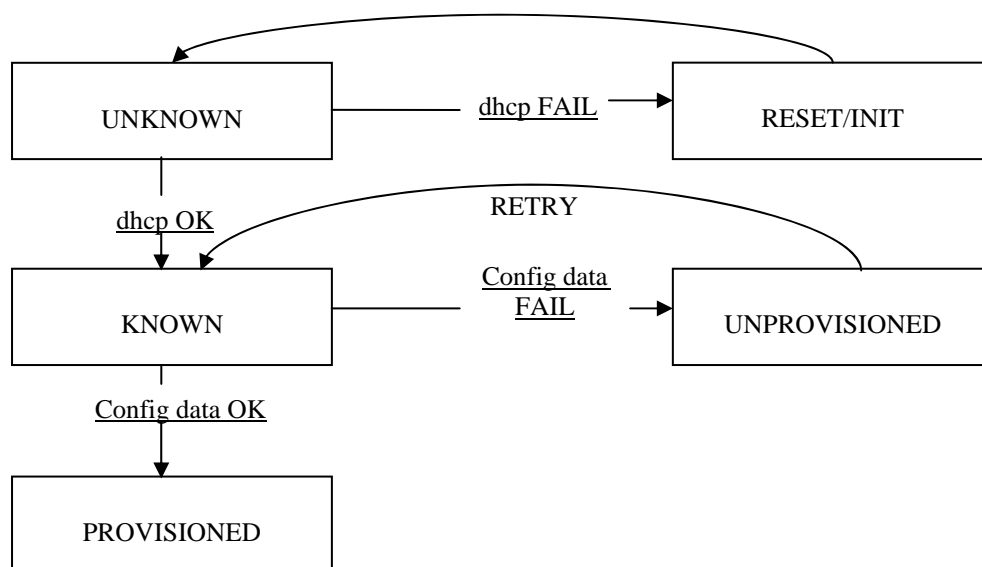 UNKNOWN
dhcp FAIL
RESET/INIT
dhcp OK
RETRY
KNOWN
Config data
FAIL
UNPROVISIONED
Config data OK
PROVISIONED